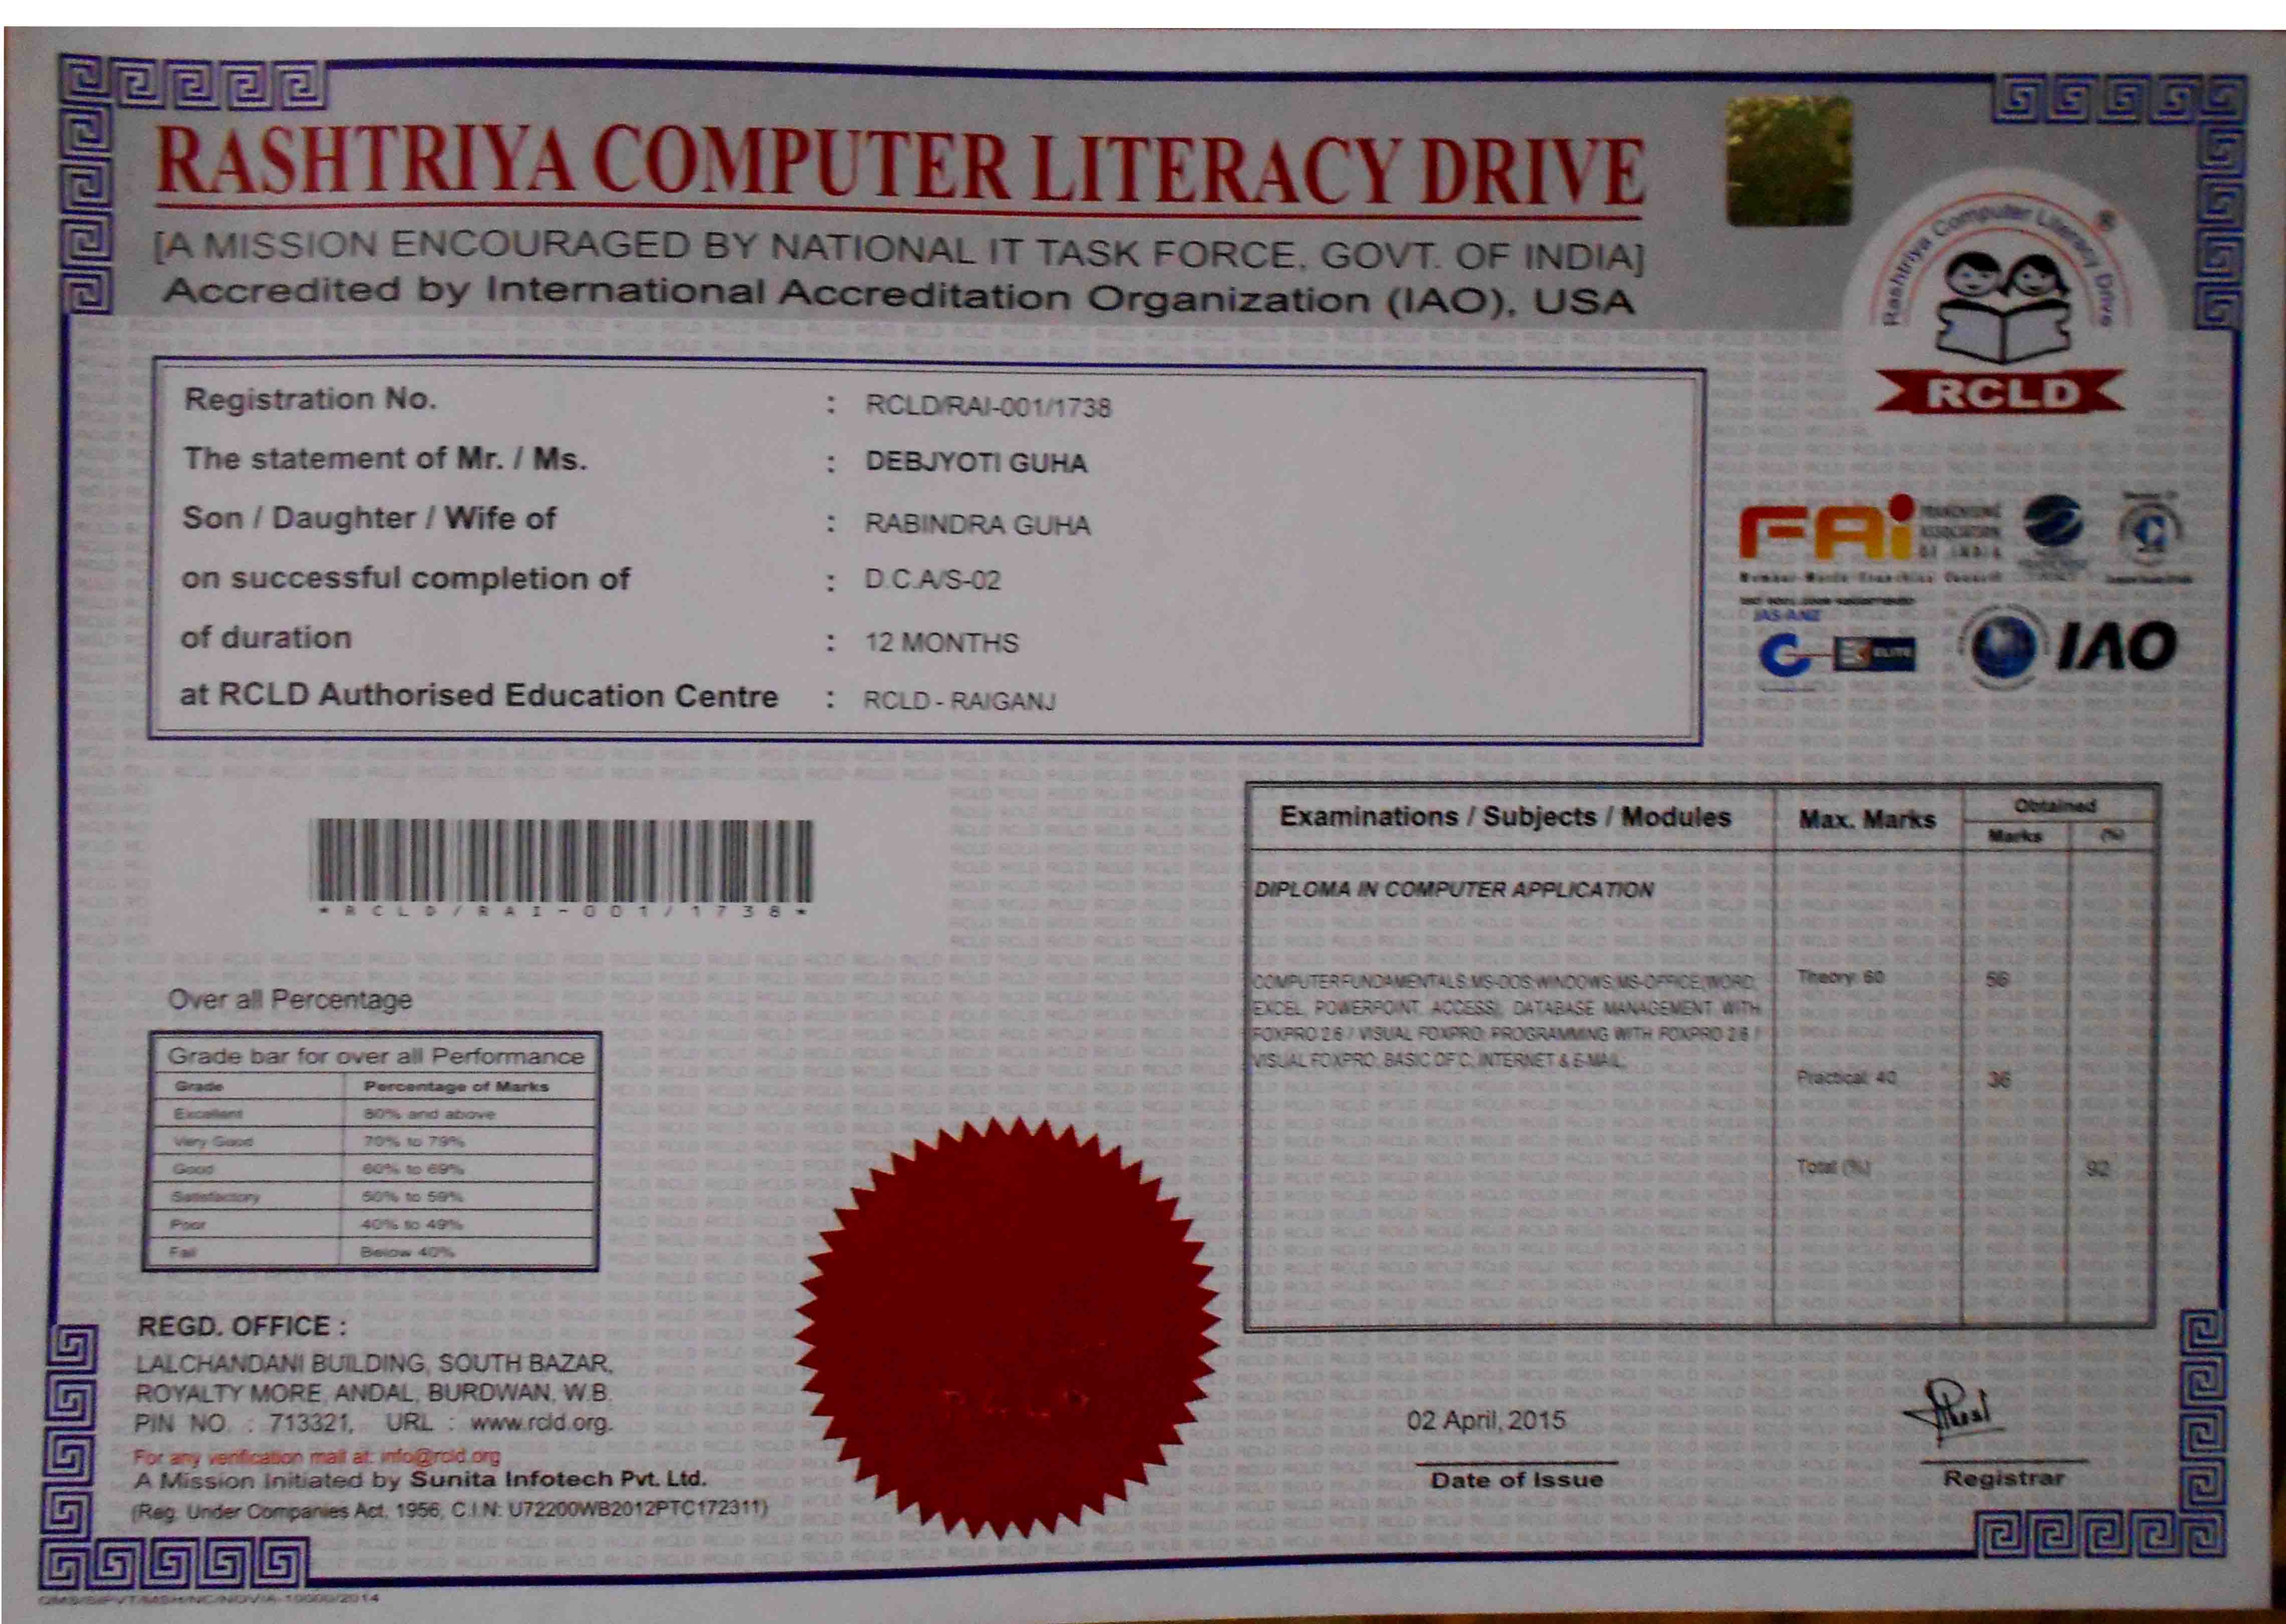 RASHTRIYA COMPUTER LITERACY DRIVE
[A MISSION ENCOURAGED BY NATIONAL IT TASK FORCE, GOVT. OF INDIA]
Accredited by International Accreditation Organization (IAO), USA
Rashtriya Computer Literacy Drive
RCLD
Registration No. : RCLD/RAI-001/1738
The statement of Mr. / Ms. : DEBJYOTI GUHA
Son / Daughter / Wife of : RABINDRA GUHA
on successful completion of : D.C.A/S-02
of duration : 12 MONTHS
at RCLD Authorised Education Centre : RCLD - RAIGANJ
FAi FRANCHISING
ASSOCIATION
OF INDIA
JAS-ANZ
ELITE
IAO
*RCLD/RAI-001/1738*
Examinations / Subjects / Modules Max. Marks Obtained
Marks (%)
DIPLOMA IN COMPUTER APPLICATION
COMPUTER FUNDAMENTALS; MS-DOS; WINDOWS; MS-OFFICE(WORD, Theory: 60 56
EXCEL, POWERPOINT, ACCESS); DATABASE MANAGEMENT WITH
FOXPRO 2.6 / VISUAL FOXPRO; PROGRAMMING WITH FOXPRO 2.6 /
VISUAL FOXPRO; BASIC OF C; INTERNET & E-MAIL;
Practical: 40 36
Total (%) 92
Over all Percentage
Grade bar for over all Performance
Grade Percentage of Marks
Excellent 80% and above
Very Good 70% to 79%
Good 60% to 69%
Satisfactory 50% to 59%
Poor 40% to 49%
Fail Below 40%
REGD. OFFICE :
LALCHANDANI BUILDING, SOUTH BAZAR,
ROYALTY MORE, ANDAL, BURDWAN, W.B.
PIN NO. : 713321, URL : www.rcld.org.
For any verification mail at: info@rcld.org
A Mission Initiated by Sunita Infotech Pvt. Ltd.
(Reg. Under Companies Act, 1956, C.I.N: U72200WB2012PTC172311)
RCLD
02 April, 2015
Date of Issue
Registrar